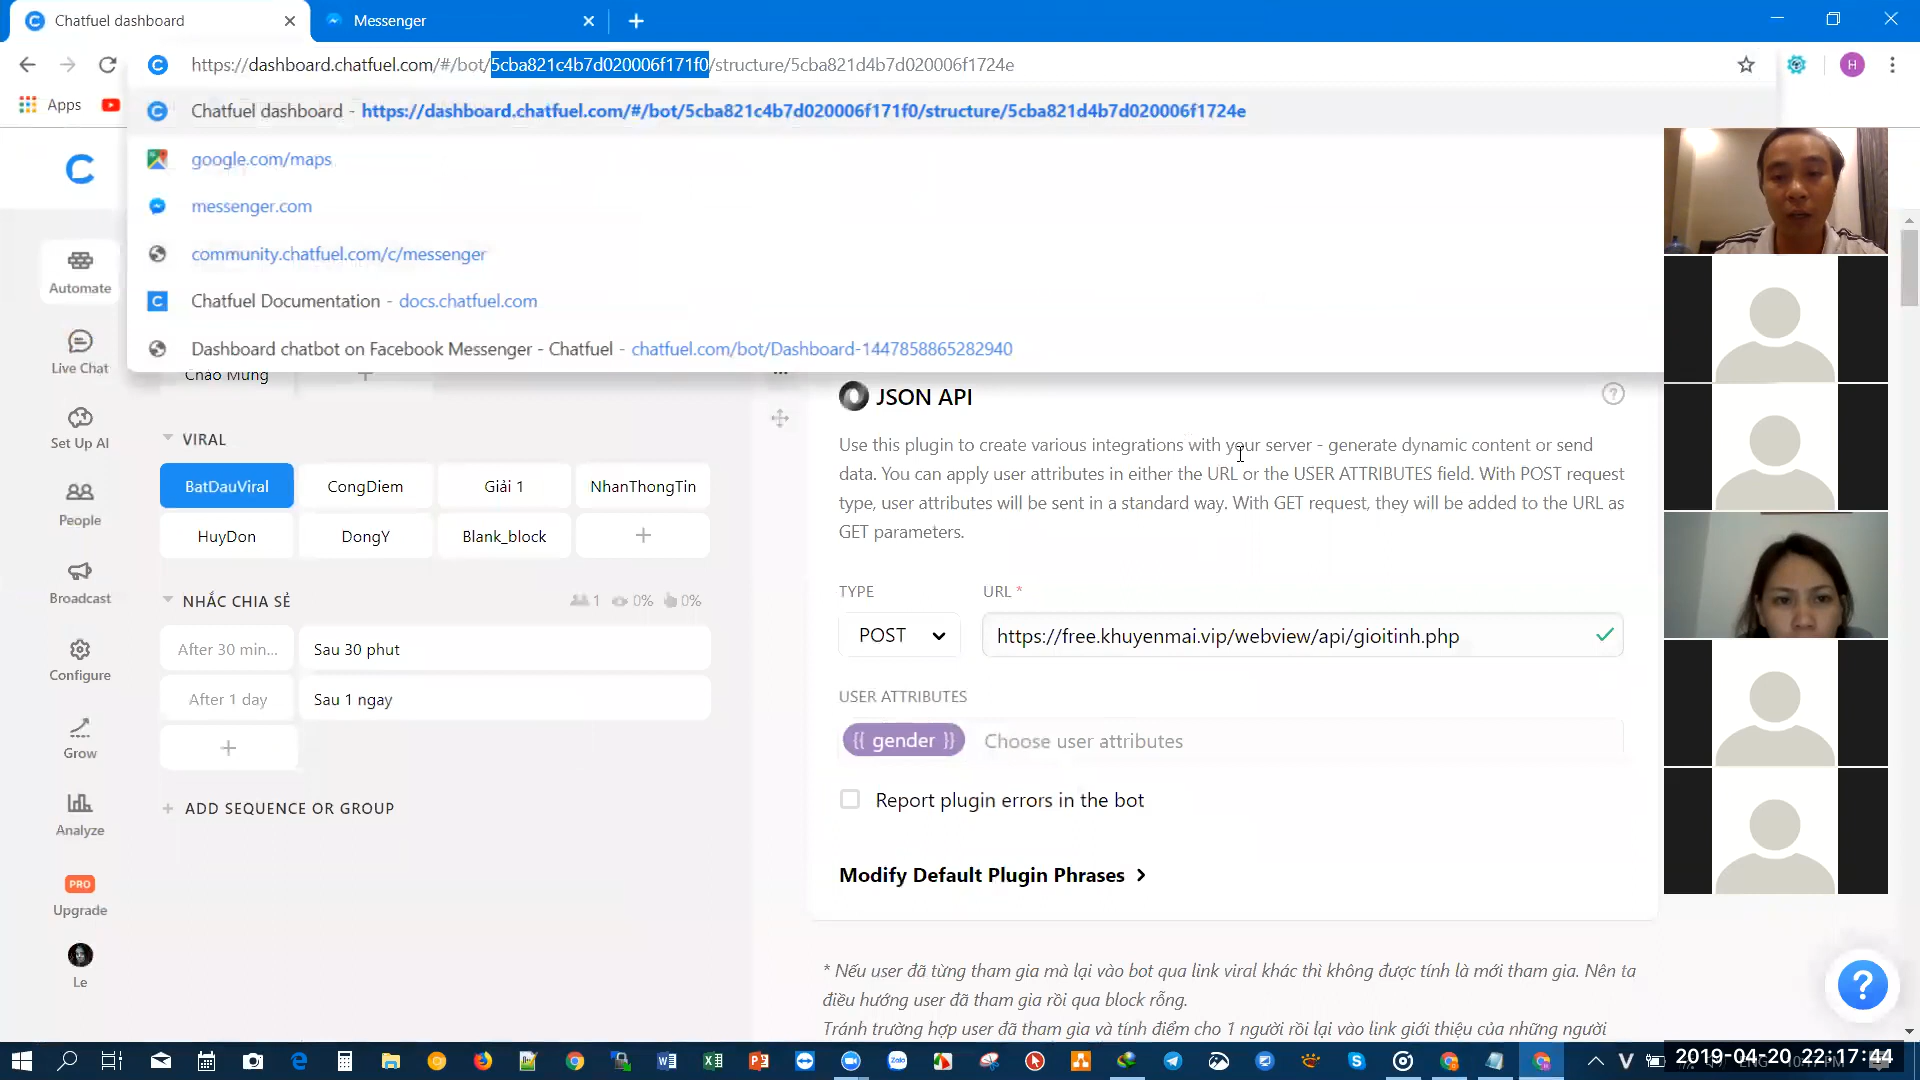 Chatfuel dashboard
Messenger
https://dashboard.chatfuel.com/#/bot/5cba821c4b7d020006f171f0/structure/5cba821d4b7d020006f1724e
H
Apps
Chatfuel dashboard - https://dashboard.chatfuel.com/#/bot/5cba821c4b7d020006f171f0/structure/5cba821d4b7d020006f1724e
google.com/maps
messenger.com
community.chatfuel.com/c/messenger
Chatfuel Documentation - docs.chatfuel.com
Dashboard chatbot on Facebook Messenger - Chatfuel - chatfuel.com/bot/Dashboard-1447858865282940
Automate
Live Chat
Set Up AI
People
Broadcast
Configure
Grow
Analyze
PRO
Upgrade
Le
Chao Mung
VIRAL
BatDauViral
CongDiem
Giải 1
NhanThongTin
HuyDon
DongY
Blank_block
NHẮC CHIA SẺ
1
0%
0%
After 30 min...
Sau 30 phut
After 1 day
Sau 1 ngay
ADD SEQUENCE OR GROUP
JSON API
Use this plugin to create various integrations with your server - generate dynamic content or send
data. You can apply user attributes in either the URL or the USER ATTRIBUTES field. With POST request
type, user attributes will be sent in a standard way. With GET request, they will be added to the URL as
GET parameters.
TYPE
URL *
POST
https://free.khuyenmai.vip/webview/api/gioitinh.php
USER ATTRIBUTES
{{ gender }}
Choose user attributes
Report plugin errors in the bot
Modify Default Plugin Phrases
* Nếu user đã từng tham gia mà lại vào bot qua link viral khác thì không được tính là mới tham gia. Nên ta
điều hướng user đã tham gia rồi qua block rỗng.
Tránh trường hợp user đã tham gia và tính điểm cho 1 người rồi lại vào link giới thiệu của những người
2019-04-20 22:17:44